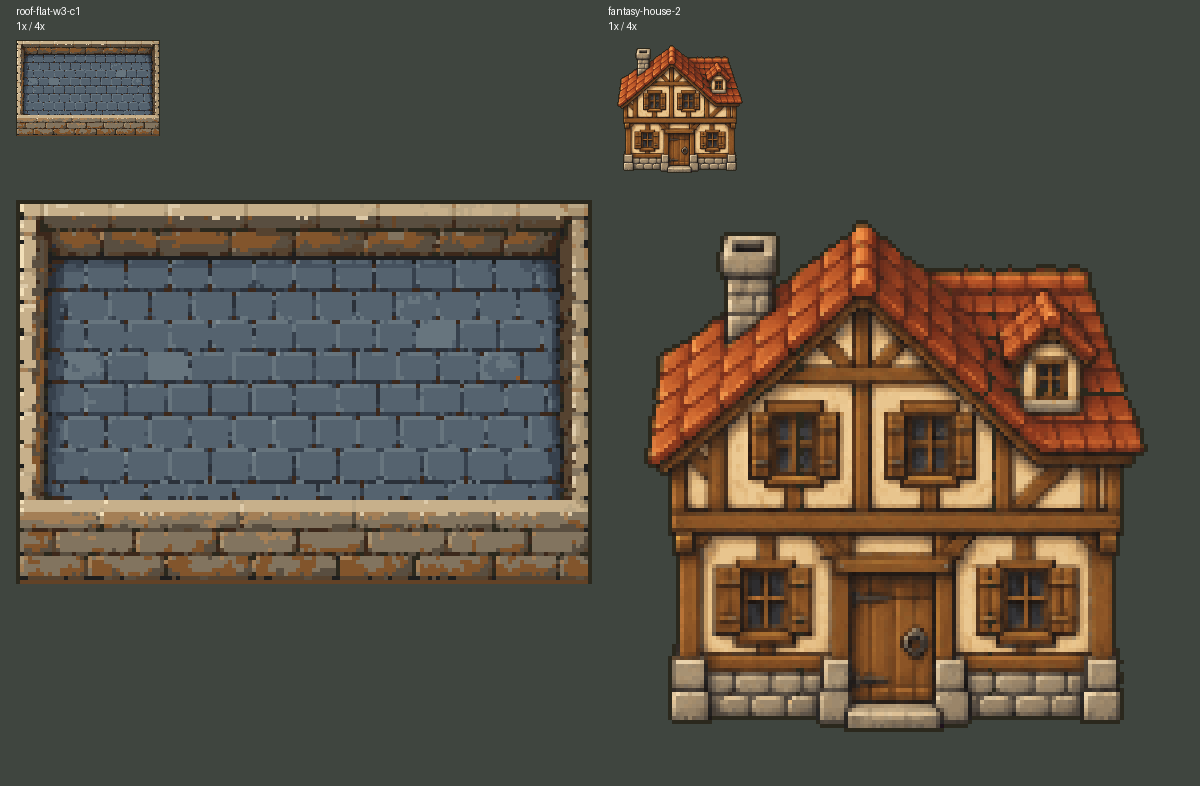 roof-flat-w3-c1
1x / 4x
fantasy-house-2
1x / 4x